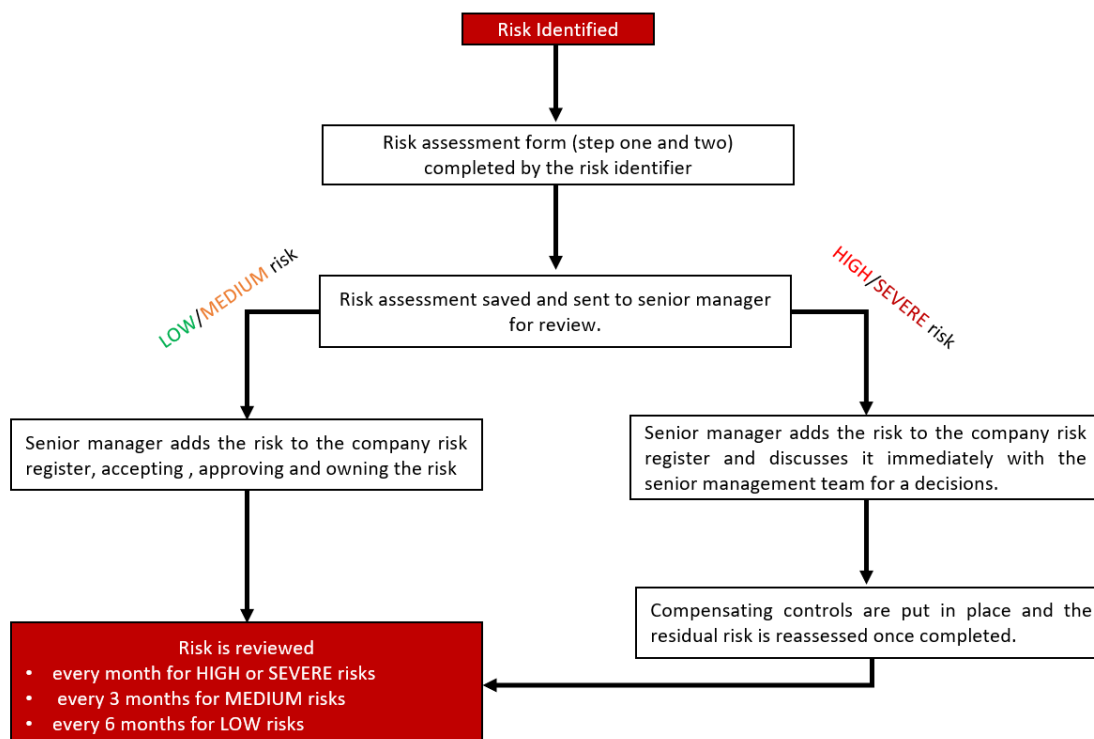 Risk Identified
Risk assessment form (step one and two)
completed by the risk identifier
LOW/MEDIUM risk
HIGH/SEVERE risk
Risk assessment saved and sent to senior manager
for review.
Senior manager adds the risk to the company risk
register, accepting , approving and owning the risk
Senior manager adds the risk to the company risk
register and discusses it immediately with the
senior management team for a decisions.
Compensating controls are put in place and the
residual risk is reassessed once completed.
Risk is reviewed
• every month for HIGH or SEVERE risks
• every 3 months for MEDIUM risks
• every 6 months for LOW risks